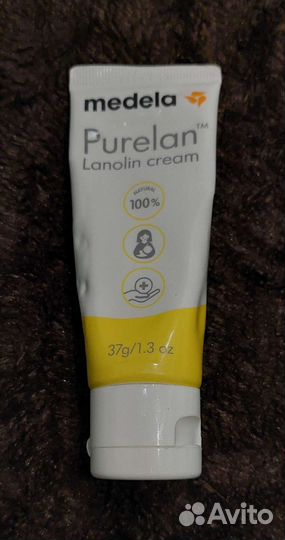 medela
Purelan™
Lanolin cream
NATURAL
100%
37g/1.3 oz
Avito